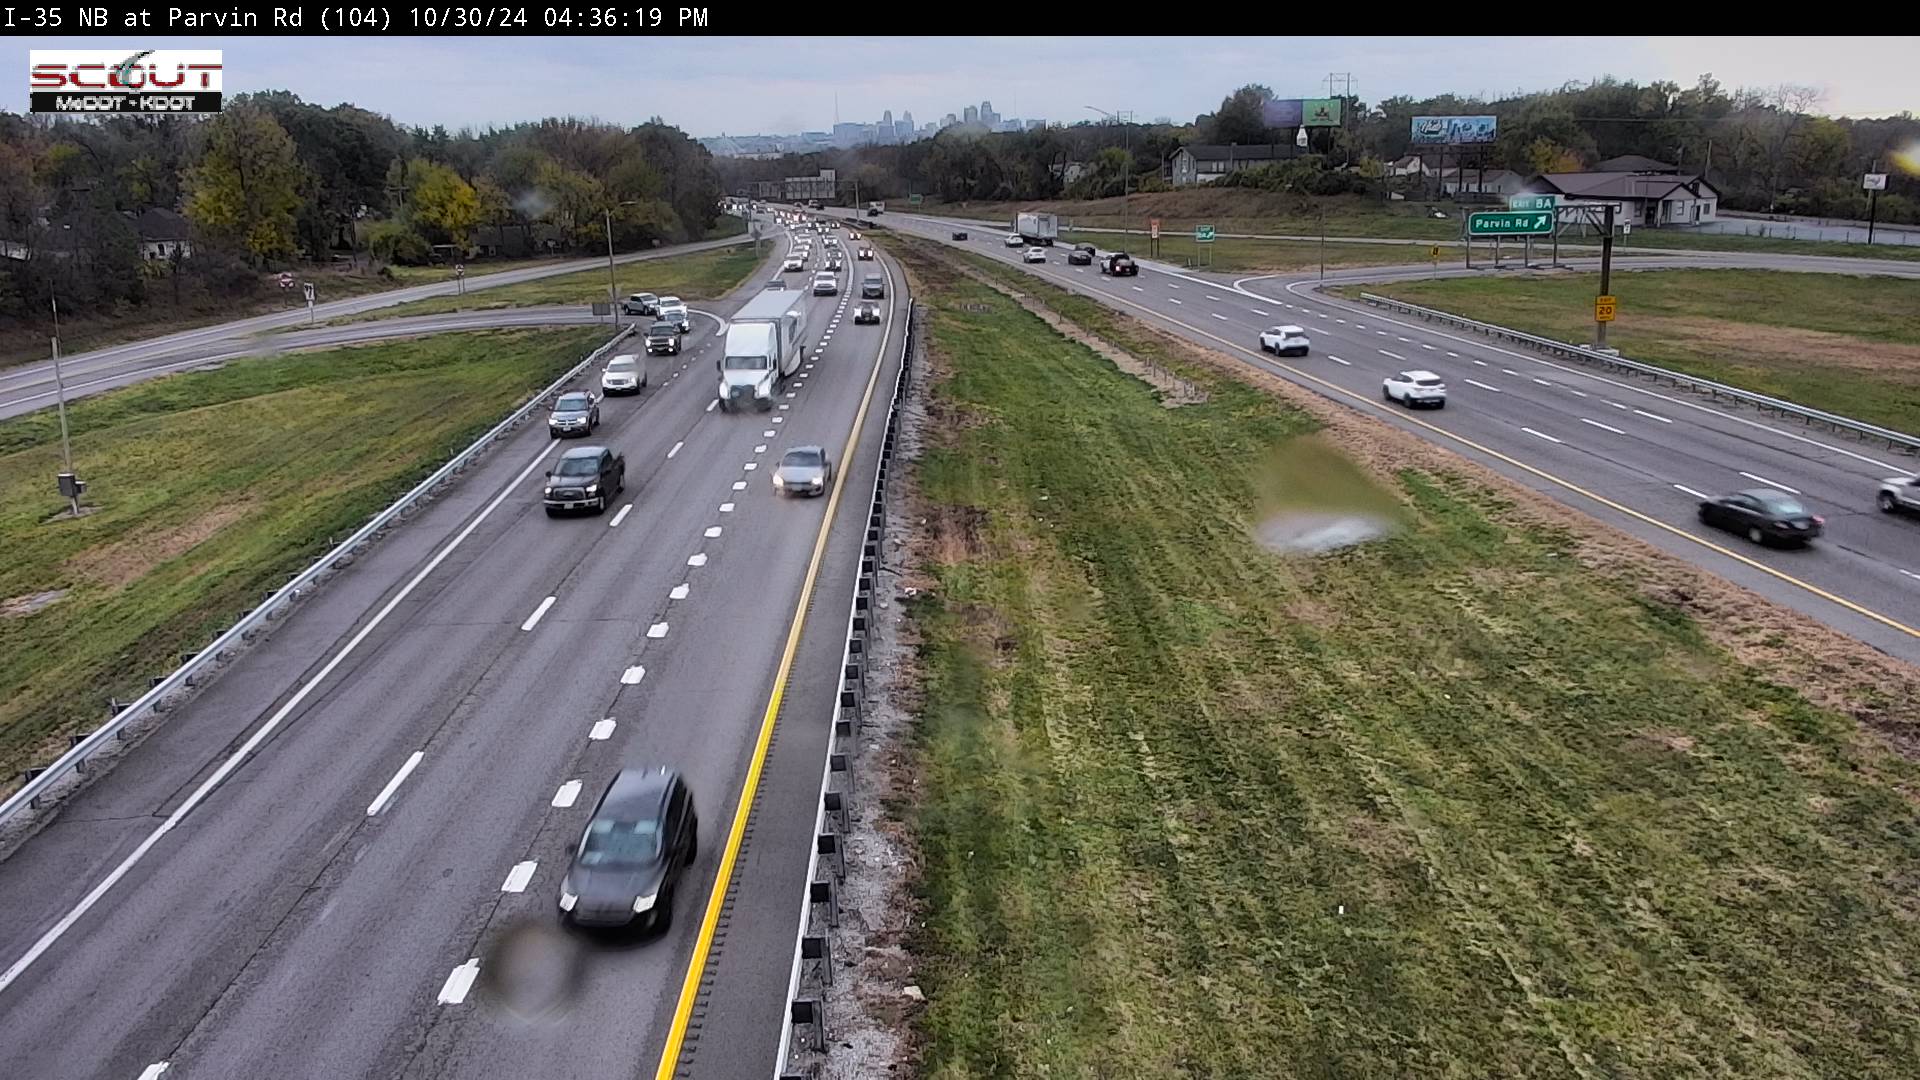 I-35 NB at Parvin Rd (104) 10/30/24 04:36:19 PM
SCOUT
MoDOT - KDOT
EXIT 8A
Parvin Rd
EXIT
20